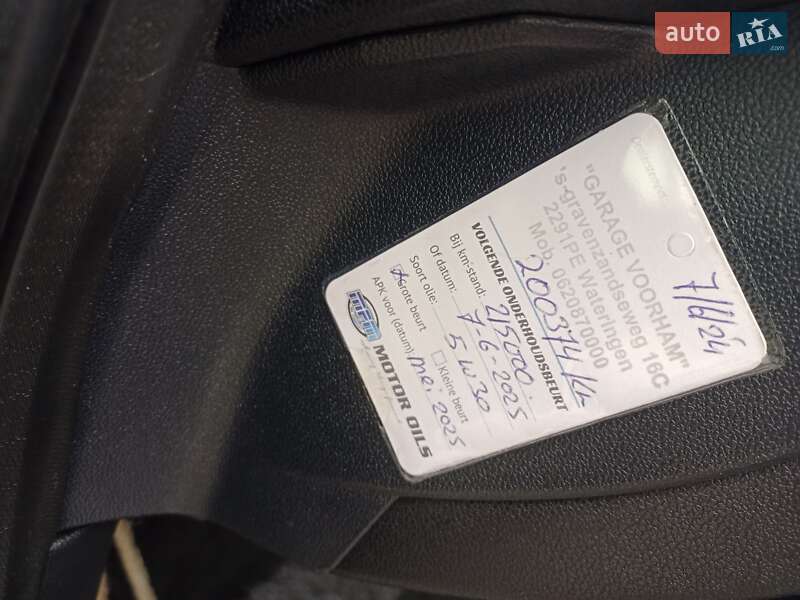 auto RIA .com
7/6/24
"GARAGE VOORHAM"
's-gravenzandseweg 16C
2291PE Wateringen
Mob. 0620870000
200374 km
VOLGENDE ONDERHOUDSBEURT
Bij km-stand: 215000.
Of datum: 7-6-2025
Soort olie: 5W30
Grote beurt Kleine beurt
APK voor (datum) mei 2025
MPM MOTOR OILS